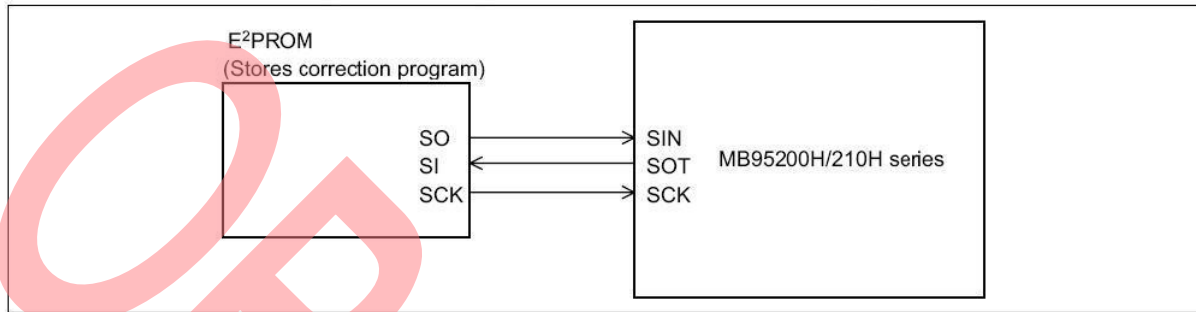 E²PROM
(Stores correction program)
SO SIN
SI SOT MB95200H/210H series
SCK SCK